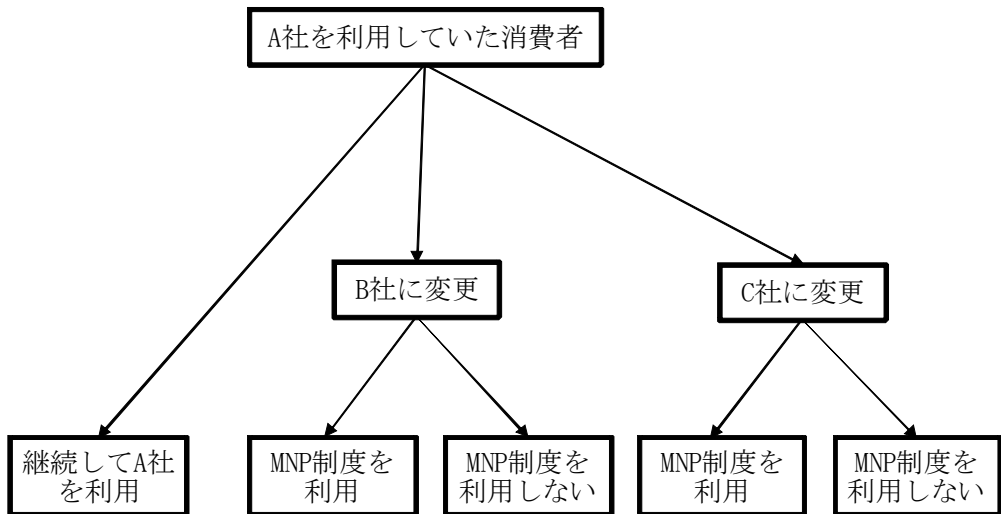 A社を利用していた消費者
B社に変更
C社に変更
継続してA社
を利用
MNP制度を
利用
MNP制度を
利用しない
MNP制度を
利用
MNP制度を
利用しない